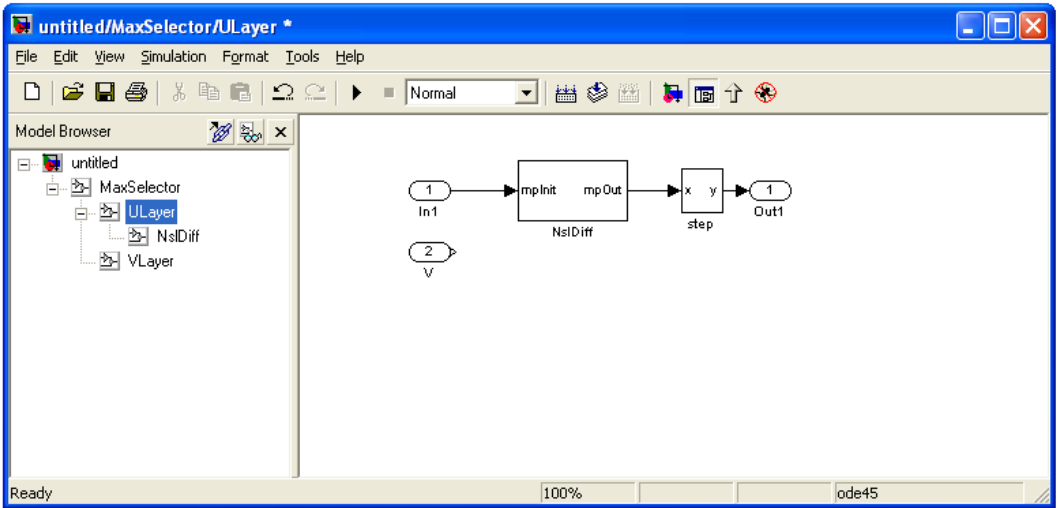 untitled/MaxSelector/ULayer *
File Edit View Simulation Format Tools Help
Normal
Model Browser
untitled
MaxSelector
ULayer
NslDiff
VLayer
1
In1
mpInit mpOut
NslDiff
x y
step
1
Out1
2
V
Ready 100% ode45